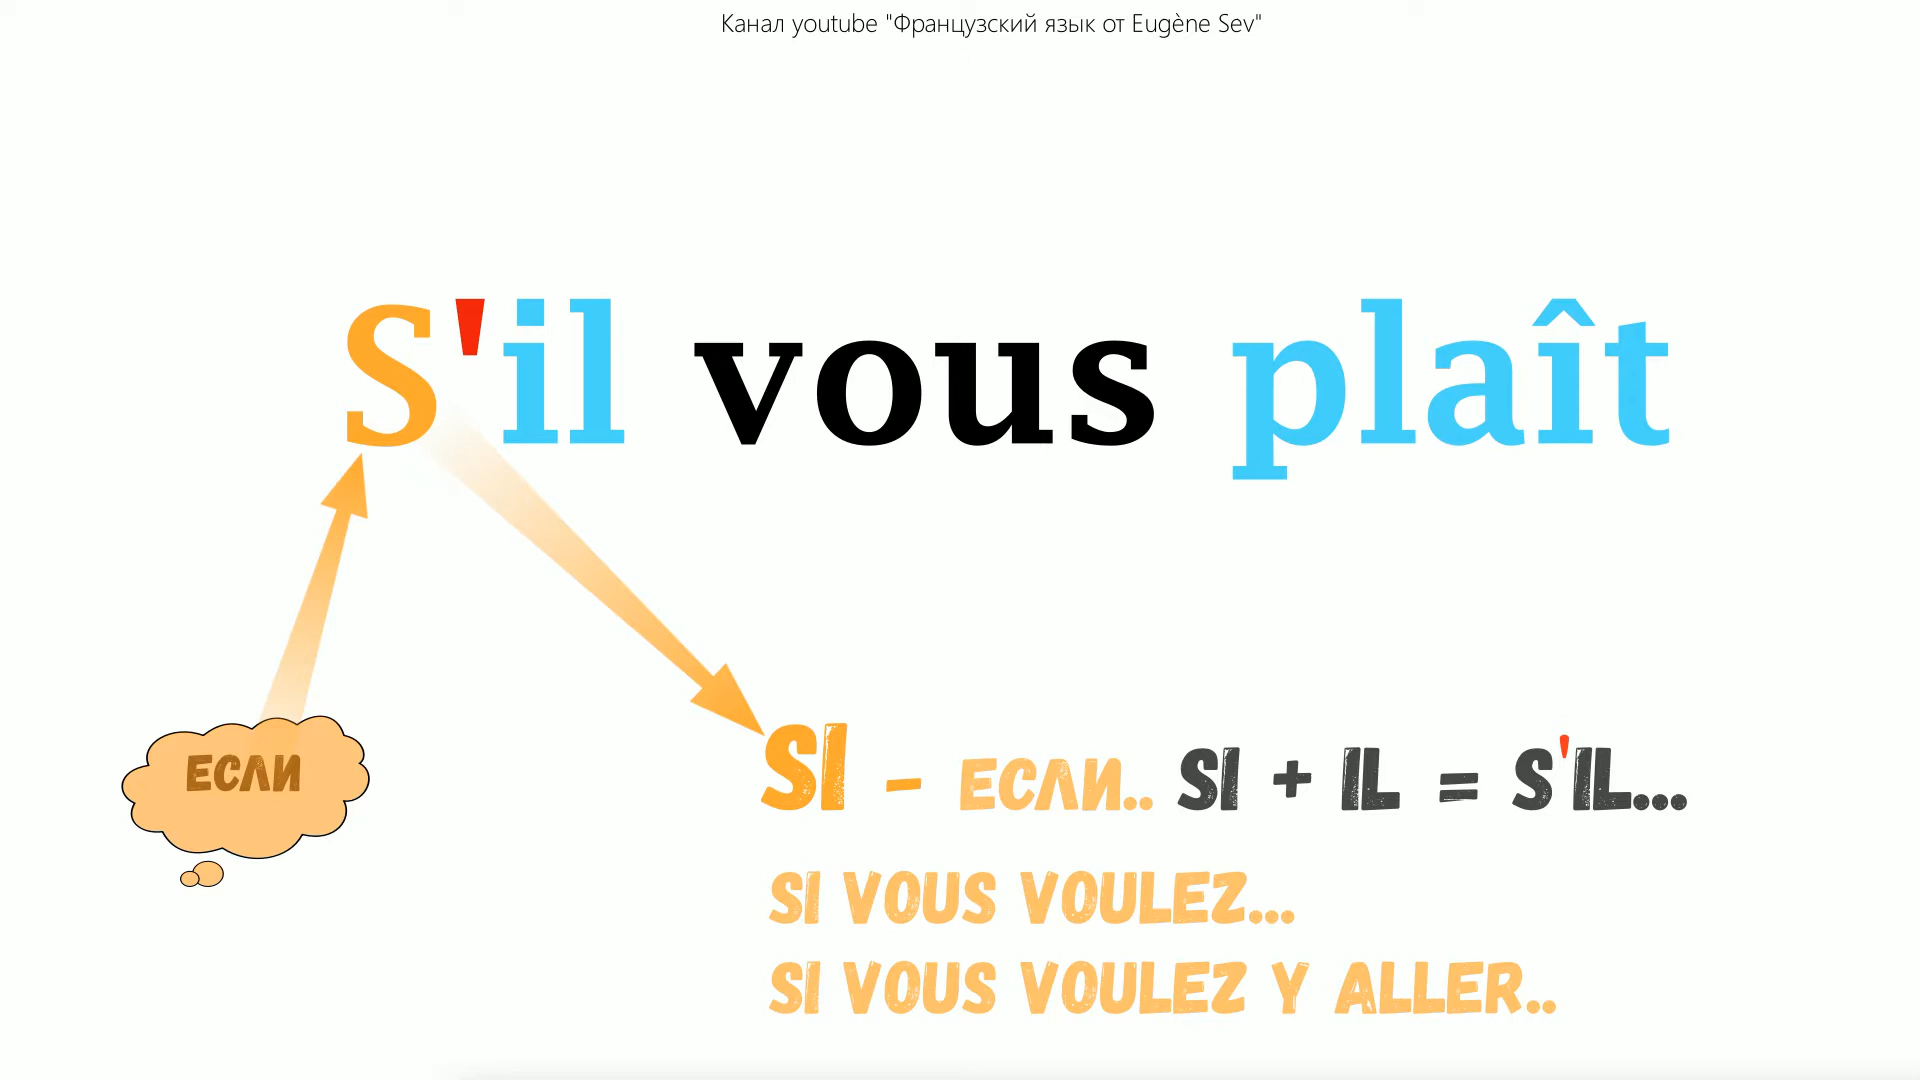 Канал youtube "Французский язык от Eugène Sev"
S'il vous plaît
ЕСЛИ
SI - ЕСЛИ.. SI + IL = S'IL...
SI VOUS VOULEZ...
SI VOUS VOULEZ Y ALLER..